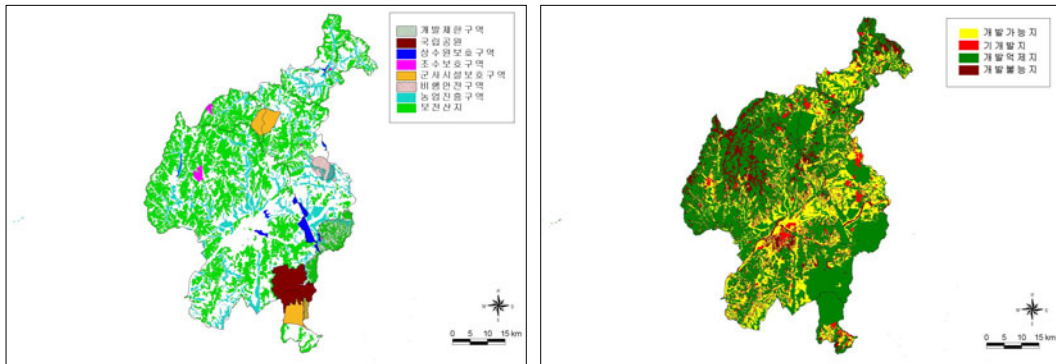 개발제한구역
국립공원
상수원보호구역
조수보호구역
군사시설보호구역
비행안전구역
농업진흥구역
보전산지
0 5 10 15 km
개발가능지
기개발지
개발억제지
개발불능지
0 5 10 15 km